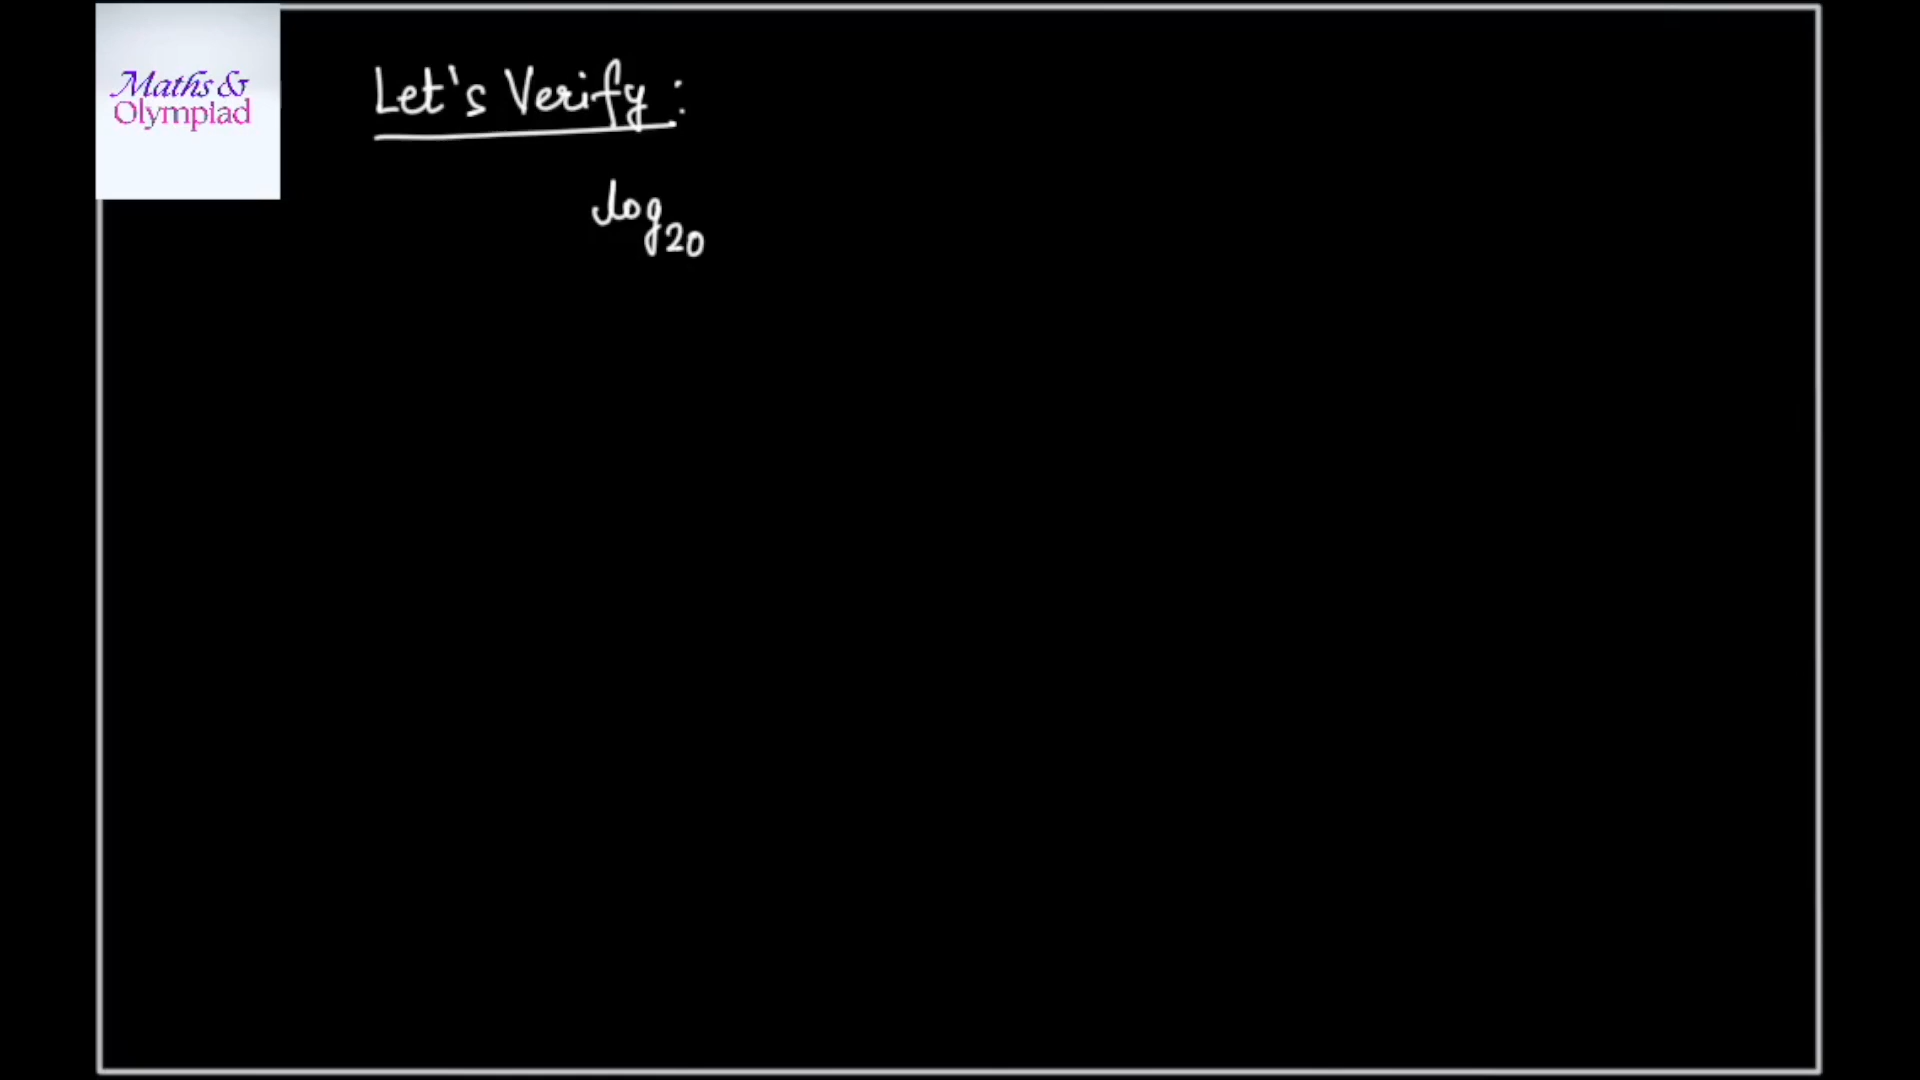 Maths &
Olympiad
Let's Verify :
log₂₀